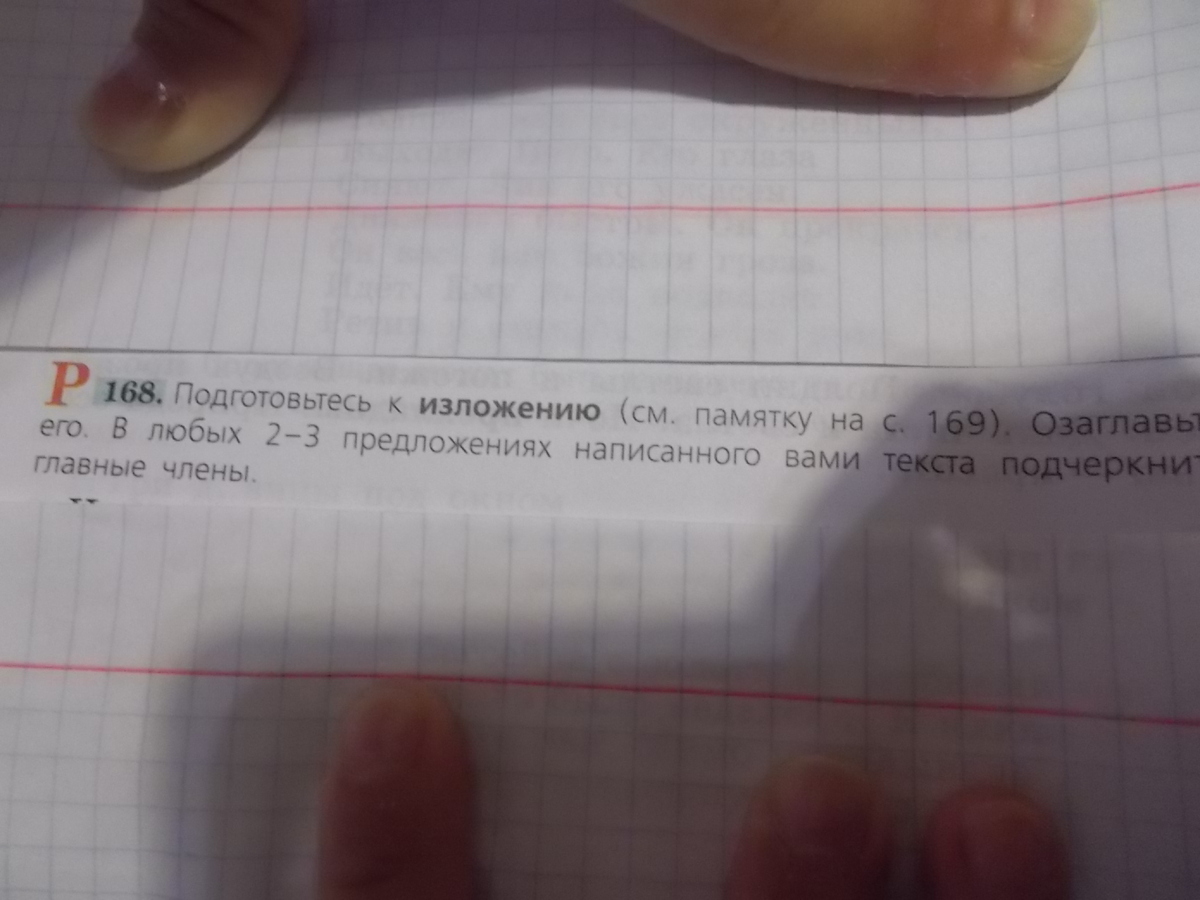 Р 168. Подготовьтесь к изложению (см. памятку на с. 169). Озаглавьт
его. В любых 2–3 предложениях написанного вами текста подчеркнит
главные члены.